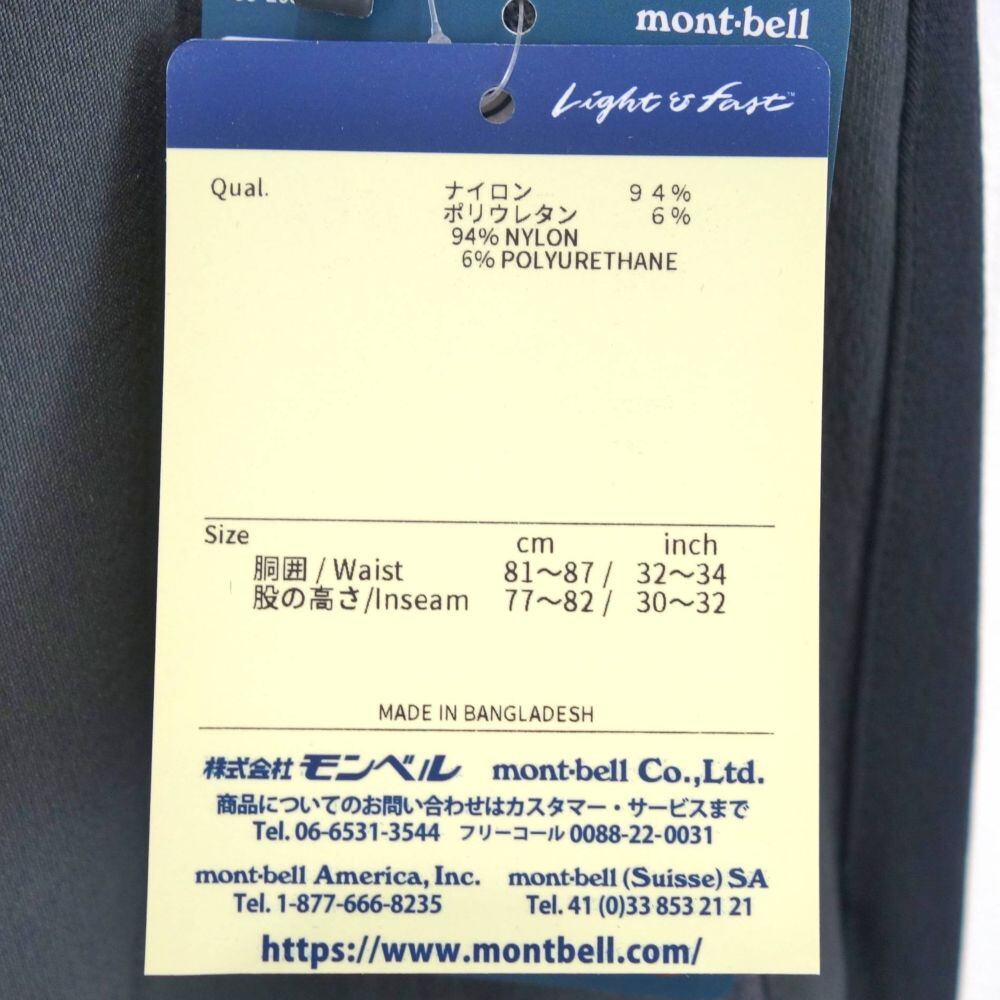 mont·bell
Light & fast™
Qual.
ナイロン 94%
ポリウレタン 6%
94% NYLON
6% POLYURETHANE
Size
cm inch
胴囲 / Waist 81～87 / 32～34
股の高さ/Inseam 77～82 / 30～32
MADE IN BANGLADESH
株式会社 モンベル mont·bell Co.,Ltd.
商品についてのお問い合わせはカスタマー・サービスまで
Tel. 06-6531-3544 フリーコール 0088-22-0031
mont·bell America, Inc. mont·bell (Suisse) SA
Tel. 1-877-666-8235 Tel. 41 (0)33 853 21 21
https://www.montbell.com/